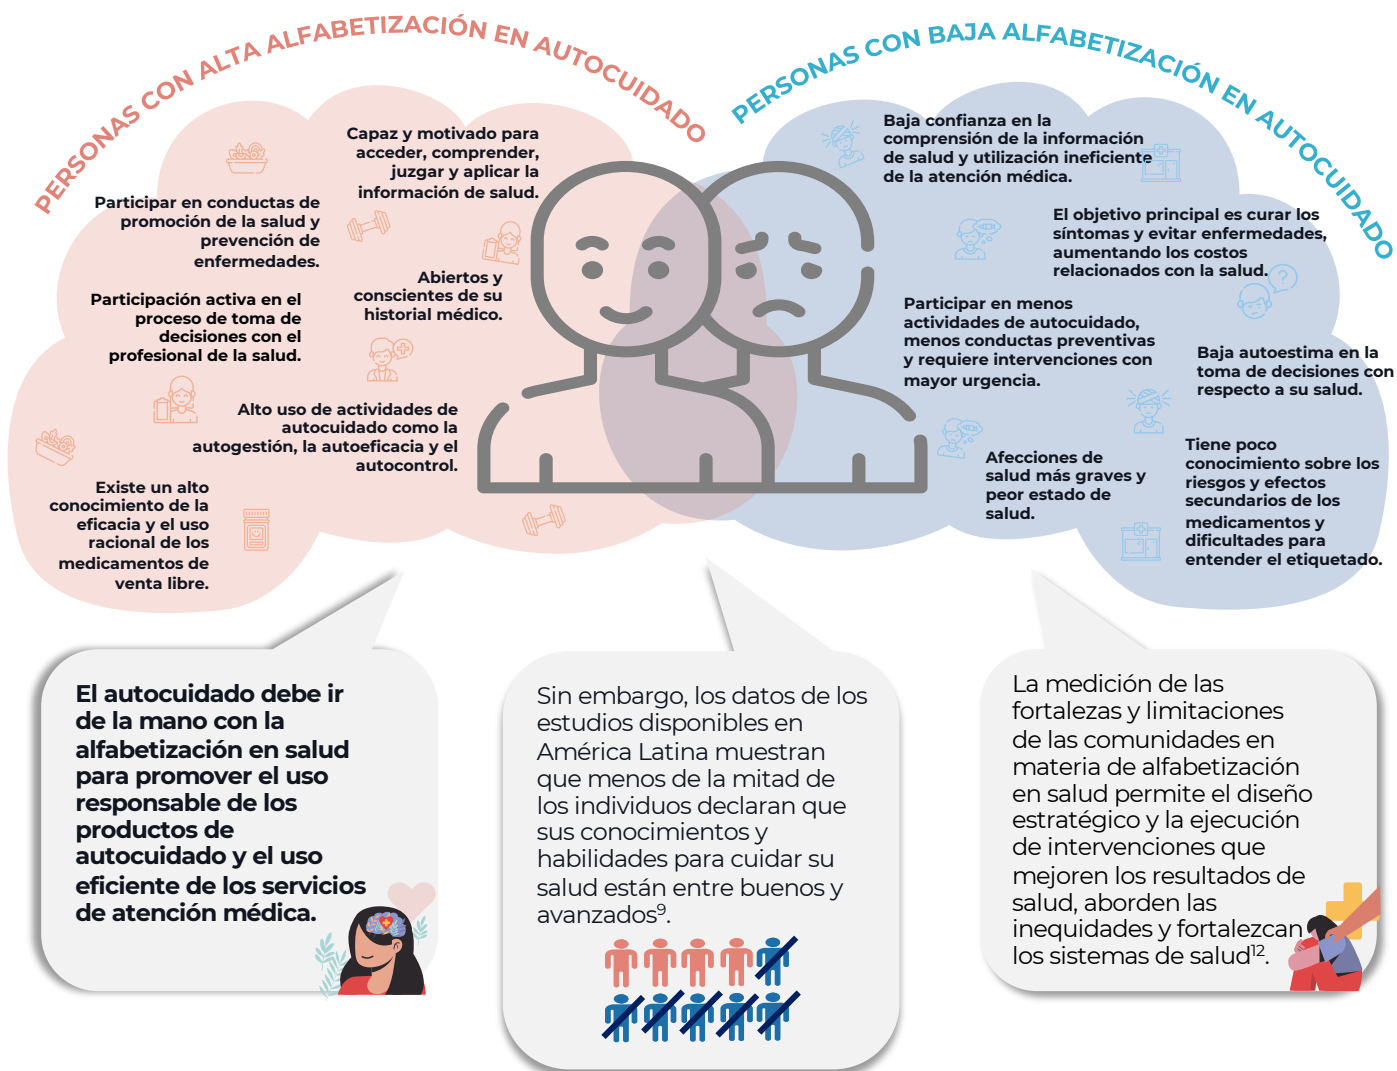 PERSONAS CON ALTA ALFABETIZACIÓN EN AUTOCUIDADO
Capaz y motivado para
acceder, comprender,
juzgar y aplicar la
información de salud.
Participar en conductas de
promoción de la salud y
prevención de
enfermedades.
Abiertos y
conscientes de su
historial médico.
Participación activa en el
proceso de toma de
decisiones con el
profesional de la salud.
Alto uso de actividades de
autocuidado como la
autogestión, la autoeficacia y el
autocontrol.
Existe un alto
conocimiento de la
eficacia y el uso
racional de los
medicamentos de
venta libre.
PERSONAS CON BAJA ALFABETIZACIÓN EN AUTOCUIDADO
Baja confianza en la
comprensión de la información
de salud y utilización ineficiente
de la atención médica.
El objetivo principal es curar los
síntomas y evitar enfermedades,
aumentando los costos
relacionados con la salud.
Participar en menos
actividades de autocuidado,
menos conductas preventivas
y requiere intervenciones con
mayor urgencia.
Baja autoestima en la
toma de decisiones con
respecto a su salud.
Afecciones de
salud más graves y
peor estado de
salud.
Tiene poco
conocimiento sobre los
riesgos y efectos
secundarios de los
medicamentos y
dificultades para
entender el etiquetado.
El autocuidado debe ir
de la mano con la
alfabetización en salud
para promover el uso
responsable de los
productos de
autocuidado y el uso
eficiente de los servicios
de atención médica.
Sin embargo, los datos de los
estudios disponibles en
América Latina muestran
que menos de la mitad de
los individuos declaran que
sus conocimientos y
habilidades para cuidar su
salud están entre buenos y
avanzados⁹.
La medición de las
fortalezas y limitaciones
de las comunidades en
materia de alfabetización
en salud permite el diseño
estratégico y la ejecución
de intervenciones que
mejoren los resultados de
salud, aborden las
inequidades y fortalezcan
los sistemas de salud¹².